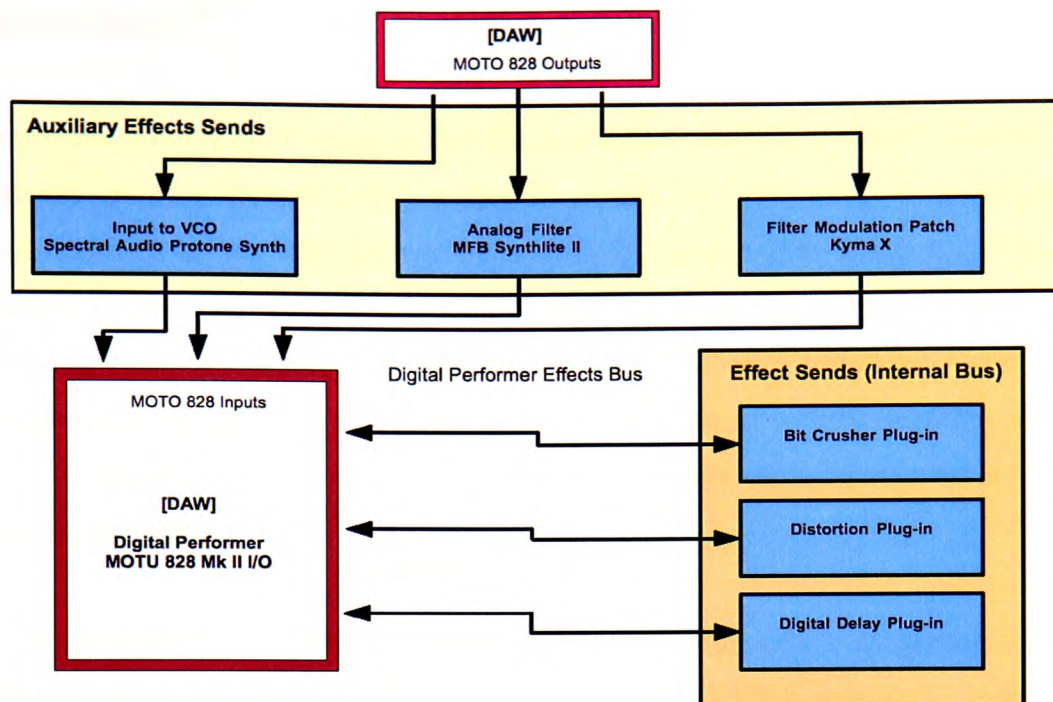 [DAW]
MOTO 828 Outputs
Auxiliary Effects Sends
Input to VCO
Spectral Audio Protone Synth
Analog Filter
MFB Synthlite II
Filter Modulation Patch
Kyma X
MOTO 828 Inputs
[DAW]
Digital Performer
MOTU 828 Mk II I/O
Digital Performer Effects Bus
Effect Sends (Internal Bus)
Bit Crusher Plug-in
Distortion Plug-in
Digital Delay Plug-in